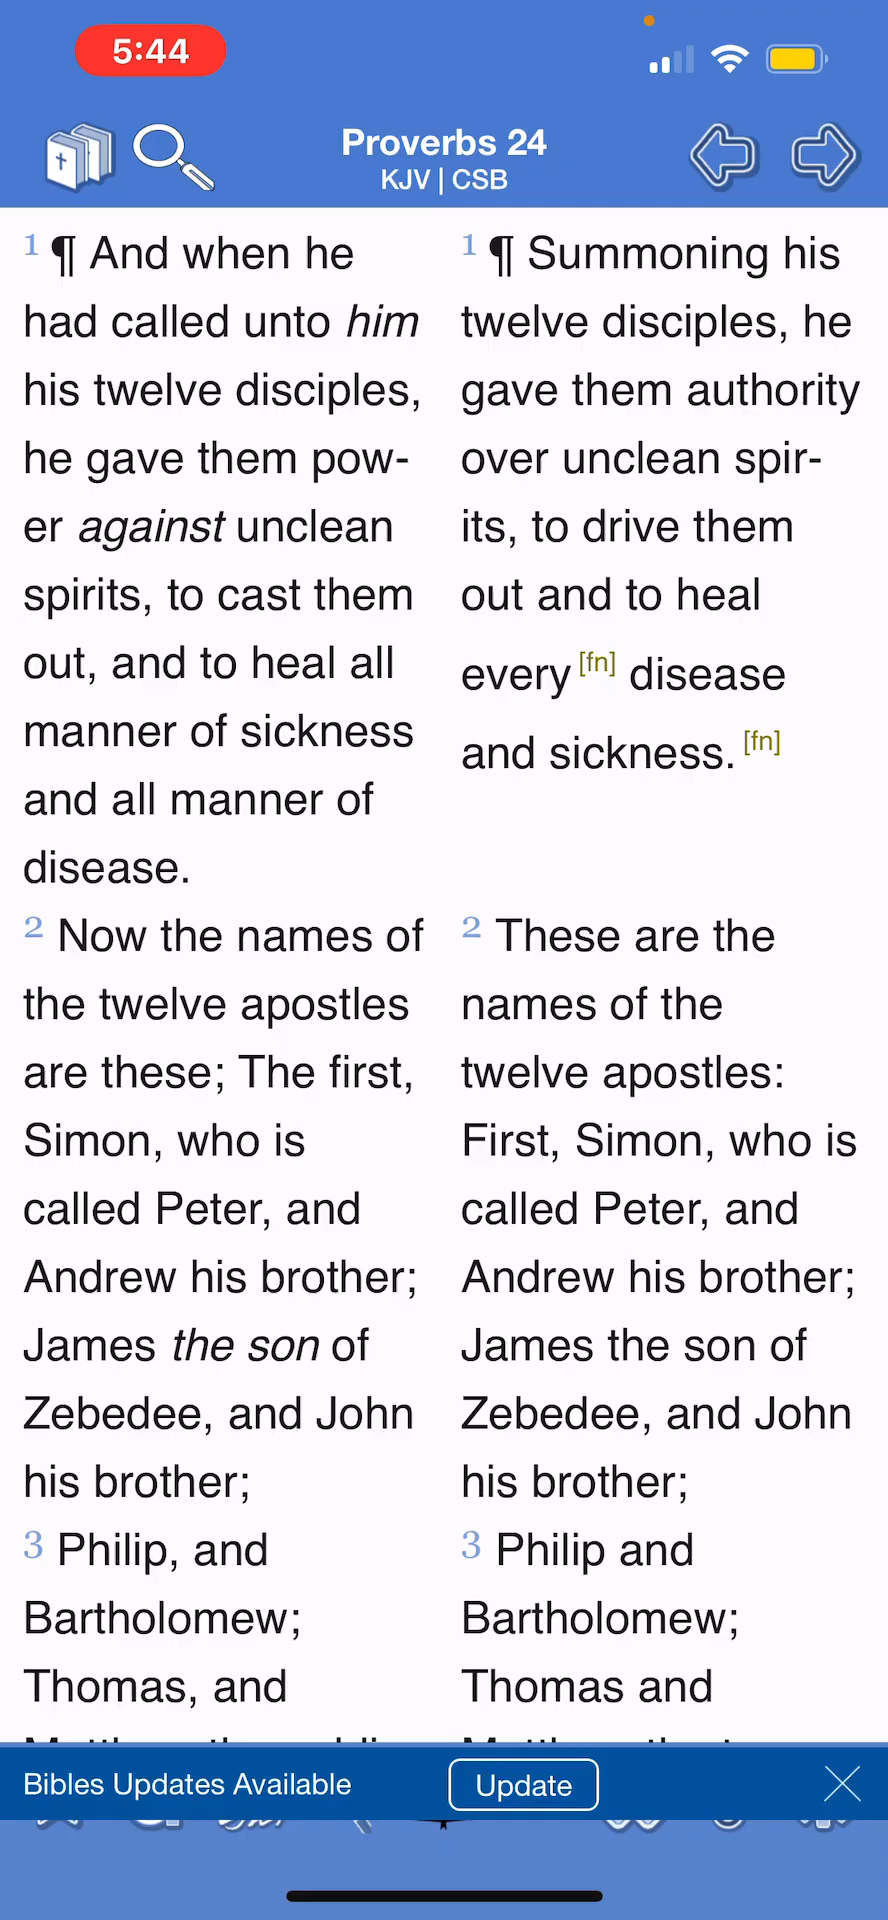 5:44
Proverbs 24
KJV | CSB
1 ¶ And when he
had called unto him
his twelve disciples,
he gave them pow-
er against unclean
spirits, to cast them
out, and to heal all
manner of sickness
and all manner of
disease.
2 Now the names of
the twelve apostles
are these; The first,
Simon, who is
called Peter, and
Andrew his brother;
James the son of
Zebedee, and John
his brother;
3 Philip, and
Bartholomew;
Thomas, and
1 ¶ Summoning his
twelve disciples, he
gave them authority
over unclean spir-
its, to drive them
out and to heal
every [fn] disease
and sickness. [fn]
2 These are the
names of the
twelve apostles:
First, Simon, who is
called Peter, and
Andrew his brother;
James the son of
Zebedee, and John
his brother;
3 Philip and
Bartholomew;
Thomas and
Bibles Updates Available
Update